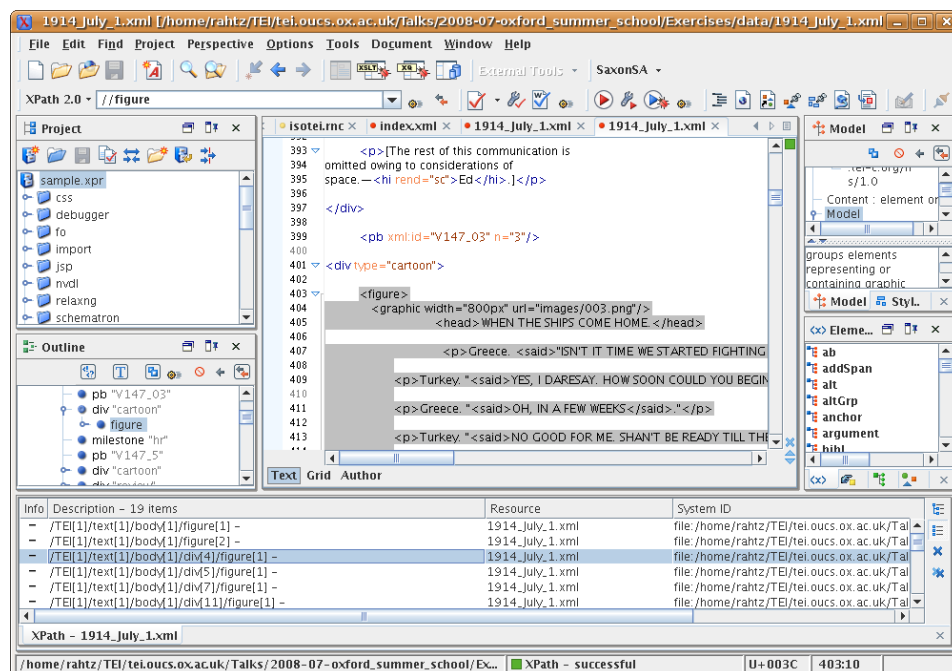 1914_July_1.xml [/home/rahtz/TEI/tei.oucs.ox.ac.uk/Talks/2008-07-oxford_summer_school/Exercises/data/1914_July_1.xml]
File Edit Find Project Perspective Options Tools Document Window Help
XSLT XQ External Tools SaxonSA
XPath 2.0 //figure
Project
sample.xpr
css
debugger
fo
import
jsp
nvdl
relaxng
schematron
Outline
pb "V147_03"
div "cartoon"
figure
milestone "hr"
pb "V147_5"
div "cartoon"
div "review"
isotei.rnc × index.xml × 1914_July_1.xml × 1914_July_1.xml ×
393 <p>[The rest of this communication is
394 omitted owing to considerations of
395 space.—<hi rend="sc">Ed</hi>.]</p>
396
397 </div>
398
399 <pb xml:id="V147_03" n="3"/>
400
401 <div type="cartoon">
402
403 <figure>
404 <graphic width="800px" url="images/003.png"/>
405 <head>WHEN THE SHIPS COME HOME.</head>
406
407 <p>Greece. <said>"ISN'T IT TIME WE STARTED FIGHTING
408
409 <p>Turkey. "<said>YES, I DARESAY. HOW SOON COULD YOU BEGIN
410
411 <p>Greece. "<said>OH, IN A FEW WEEKS</said>."</p>
412
413 <p>Turkey. "<said>NO GOOD FOR ME. SHAN'T BE READY TILL THE
414
Text Grid Author
Model
.tei-c.org/n
s/1.0
Content : element or
Model
groups elements
representing or
containing graphic
Model Styl..
Eleme...
ab
addSpan
alt
altGrp
anchor
argument
bibl
Info Description – 19 items Resource System ID
/TEI[1]/text[1]/body[1]/figure[1] – 1914_July_1.xml file:/home/rahtz/TEI/tei.oucs.ox.ac.uk/Tal
/TEI[1]/text[1]/body[1]/figure[2] – 1914_July_1.xml file:/home/rahtz/TEI/tei.oucs.ox.ac.uk/Tal
/TEI[1]/text[1]/body[1]/div[4]/figure[1] – 1914_July_1.xml file:/home/rahtz/TEI/tei.oucs.ox.ac.uk/Tal
/TEI[1]/text[1]/body[1]/div[5]/figure[1] – 1914_July_1.xml file:/home/rahtz/TEI/tei.oucs.ox.ac.uk/Tal
/TEI[1]/text[1]/body[1]/div[7]/figure[1] – 1914_July_1.xml file:/home/rahtz/TEI/tei.oucs.ox.ac.uk/Tal
/TEI[1]/text[1]/body[1]/div[11]/figure[1] – 1914_July_1.xml file:/home/rahtz/TEI/tei.oucs.ox.ac.uk/Tal
XPath – 1914_July_1.xml
/home/rahtz/TEI/tei.oucs.ox.ac.uk/Talks/2008-07-oxford_summer_school/Ex... XPath – successful U+003C 403:10